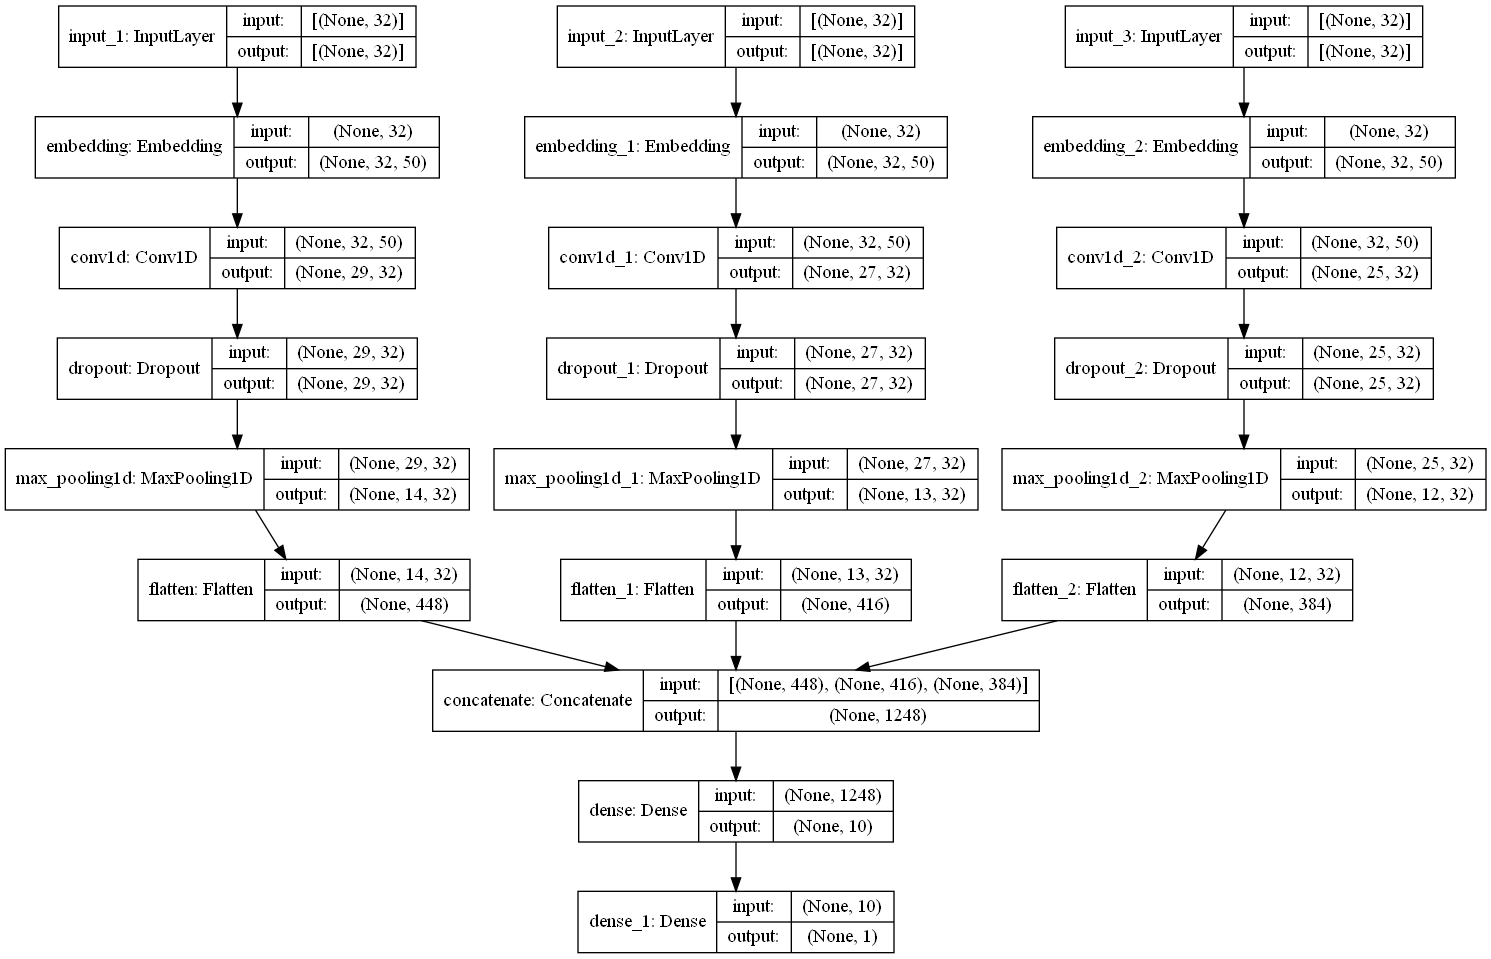 input_1: InputLayer
input: [(None, 32)]
output: [(None, 32)]
input_2: InputLayer
input: [(None, 32)]
output: [(None, 32)]
input_3: InputLayer
input: [(None, 32)]
output: [(None, 32)]
embedding: Embedding
input: (None, 32)
output: (None, 32, 50)
embedding_1: Embedding
input: (None, 32)
output: (None, 32, 50)
embedding_2: Embedding
input: (None, 32)
output: (None, 32, 50)
conv1d: Conv1D
input: (None, 32, 50)
output: (None, 29, 32)
conv1d_1: Conv1D
input: (None, 32, 50)
output: (None, 27, 32)
conv1d_2: Conv1D
input: (None, 32, 50)
output: (None, 25, 32)
dropout: Dropout
input: (None, 29, 32)
output: (None, 29, 32)
dropout_1: Dropout
input: (None, 27, 32)
output: (None, 27, 32)
dropout_2: Dropout
input: (None, 25, 32)
output: (None, 25, 32)
max_pooling1d: MaxPooling1D
input: (None, 29, 32)
output: (None, 14, 32)
max_pooling1d_1: MaxPooling1D
input: (None, 27, 32)
output: (None, 13, 32)
max_pooling1d_2: MaxPooling1D
input: (None, 25, 32)
output: (None, 12, 32)
flatten: Flatten
input: (None, 14, 32)
output: (None, 448)
flatten_1: Flatten
input: (None, 13, 32)
output: (None, 416)
flatten_2: Flatten
input: (None, 12, 32)
output: (None, 384)
concatenate: Concatenate
input: [(None, 448), (None, 416), (None, 384)]
output: (None, 1248)
dense: Dense
input: (None, 1248)
output: (None, 10)
dense_1: Dense
input: (None, 10)
output: (None, 1)